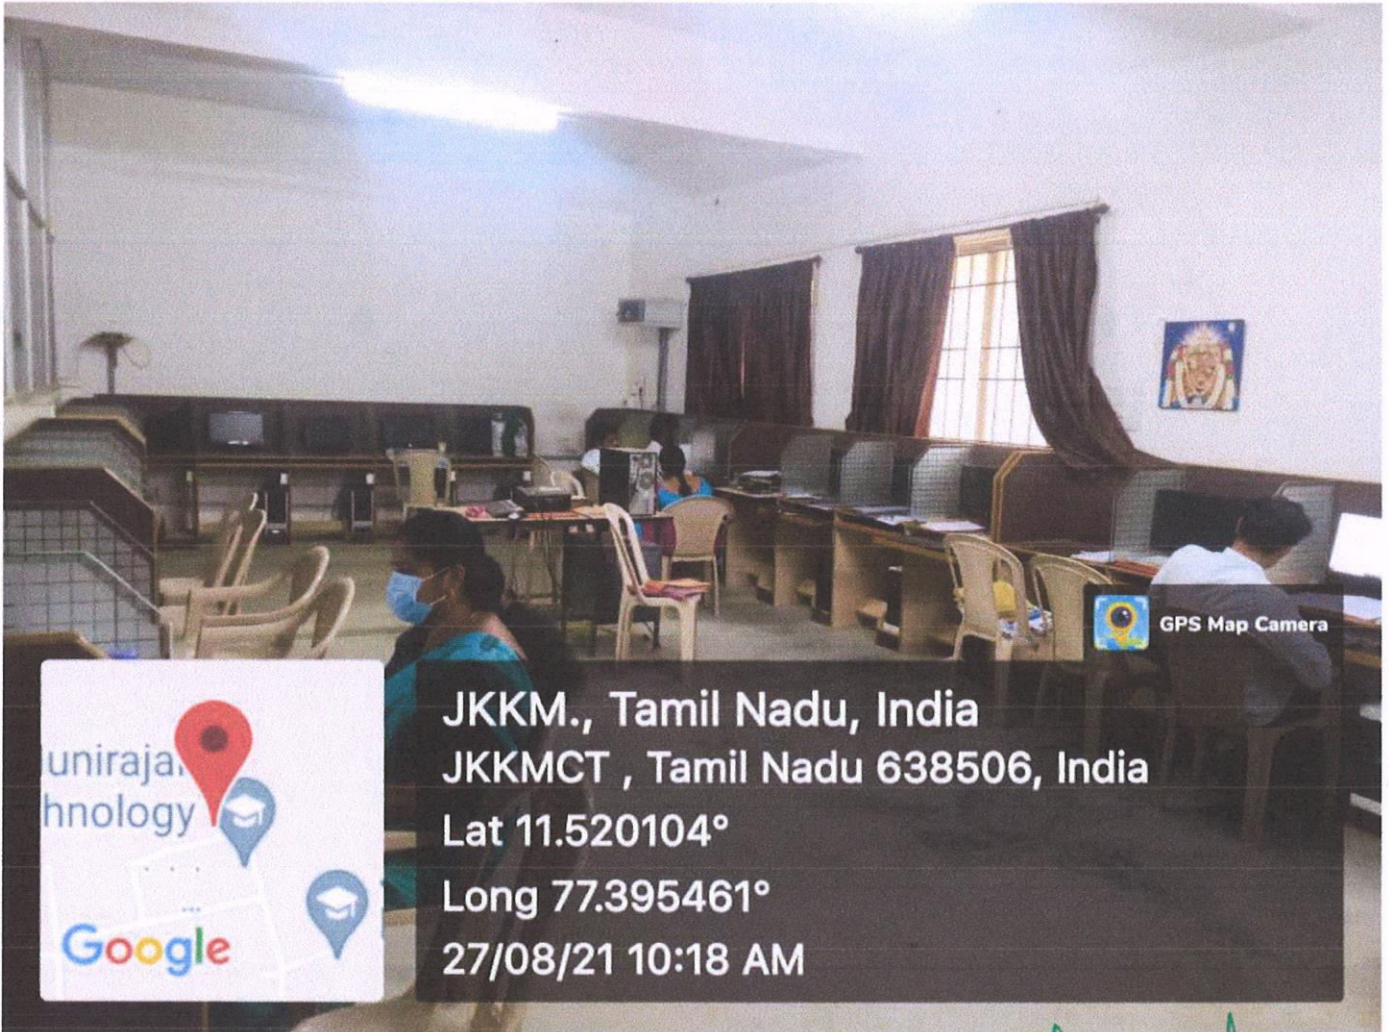 GPS Map Camera
JKKM., Tamil Nadu, India
JKKMCT , Tamil Nadu 638506, India
Lat 11.520104°
Long 77.395461°
27/08/21 10:18 AM
uniraja
hnology
Google